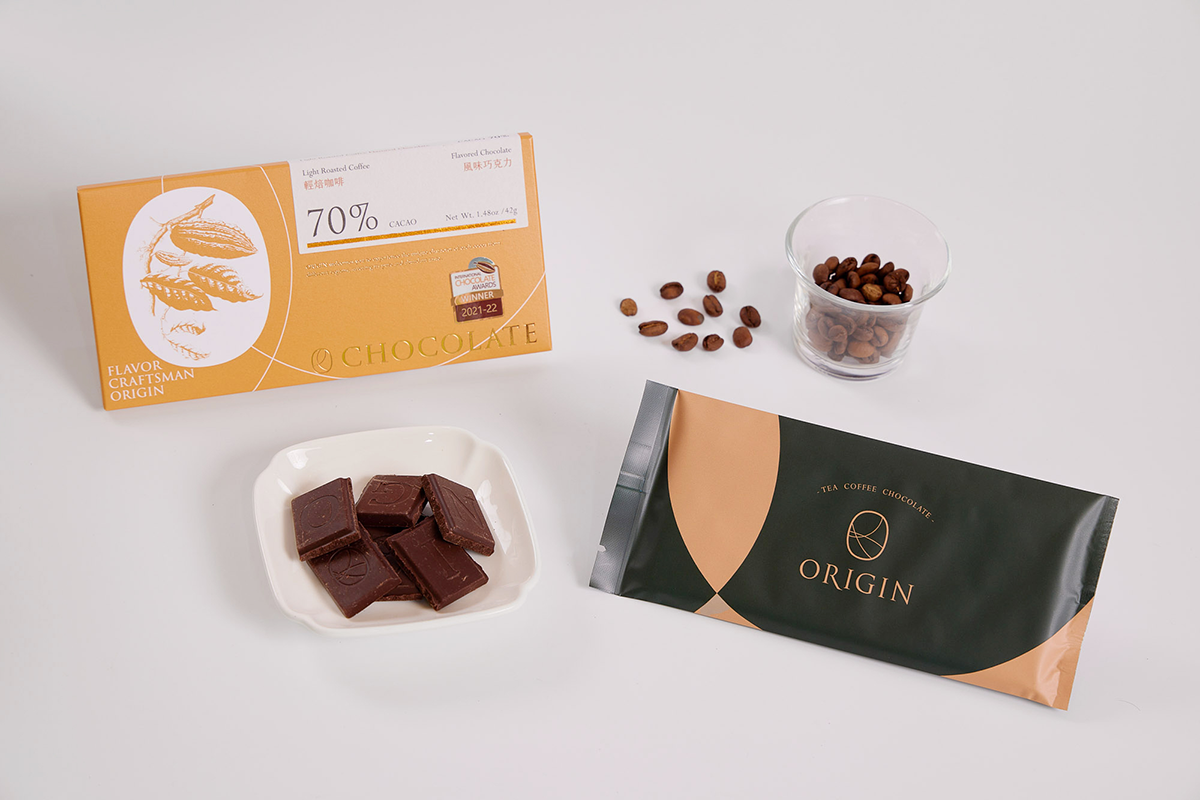 Light Roasted Coffee
輕焙咖啡
Flavored Chocolate
風味巧克力
70% CACAO
Net Wt. 1.48oz /42g
INTERNATIONAL
CHOCOLATE
AWARDS
WINNER
2021-22
CHOCOLATE
FLAVOR
CRAFTSMAN
ORIGIN
· TEA COFFEE CHOCOLATE ·
ORIGIN